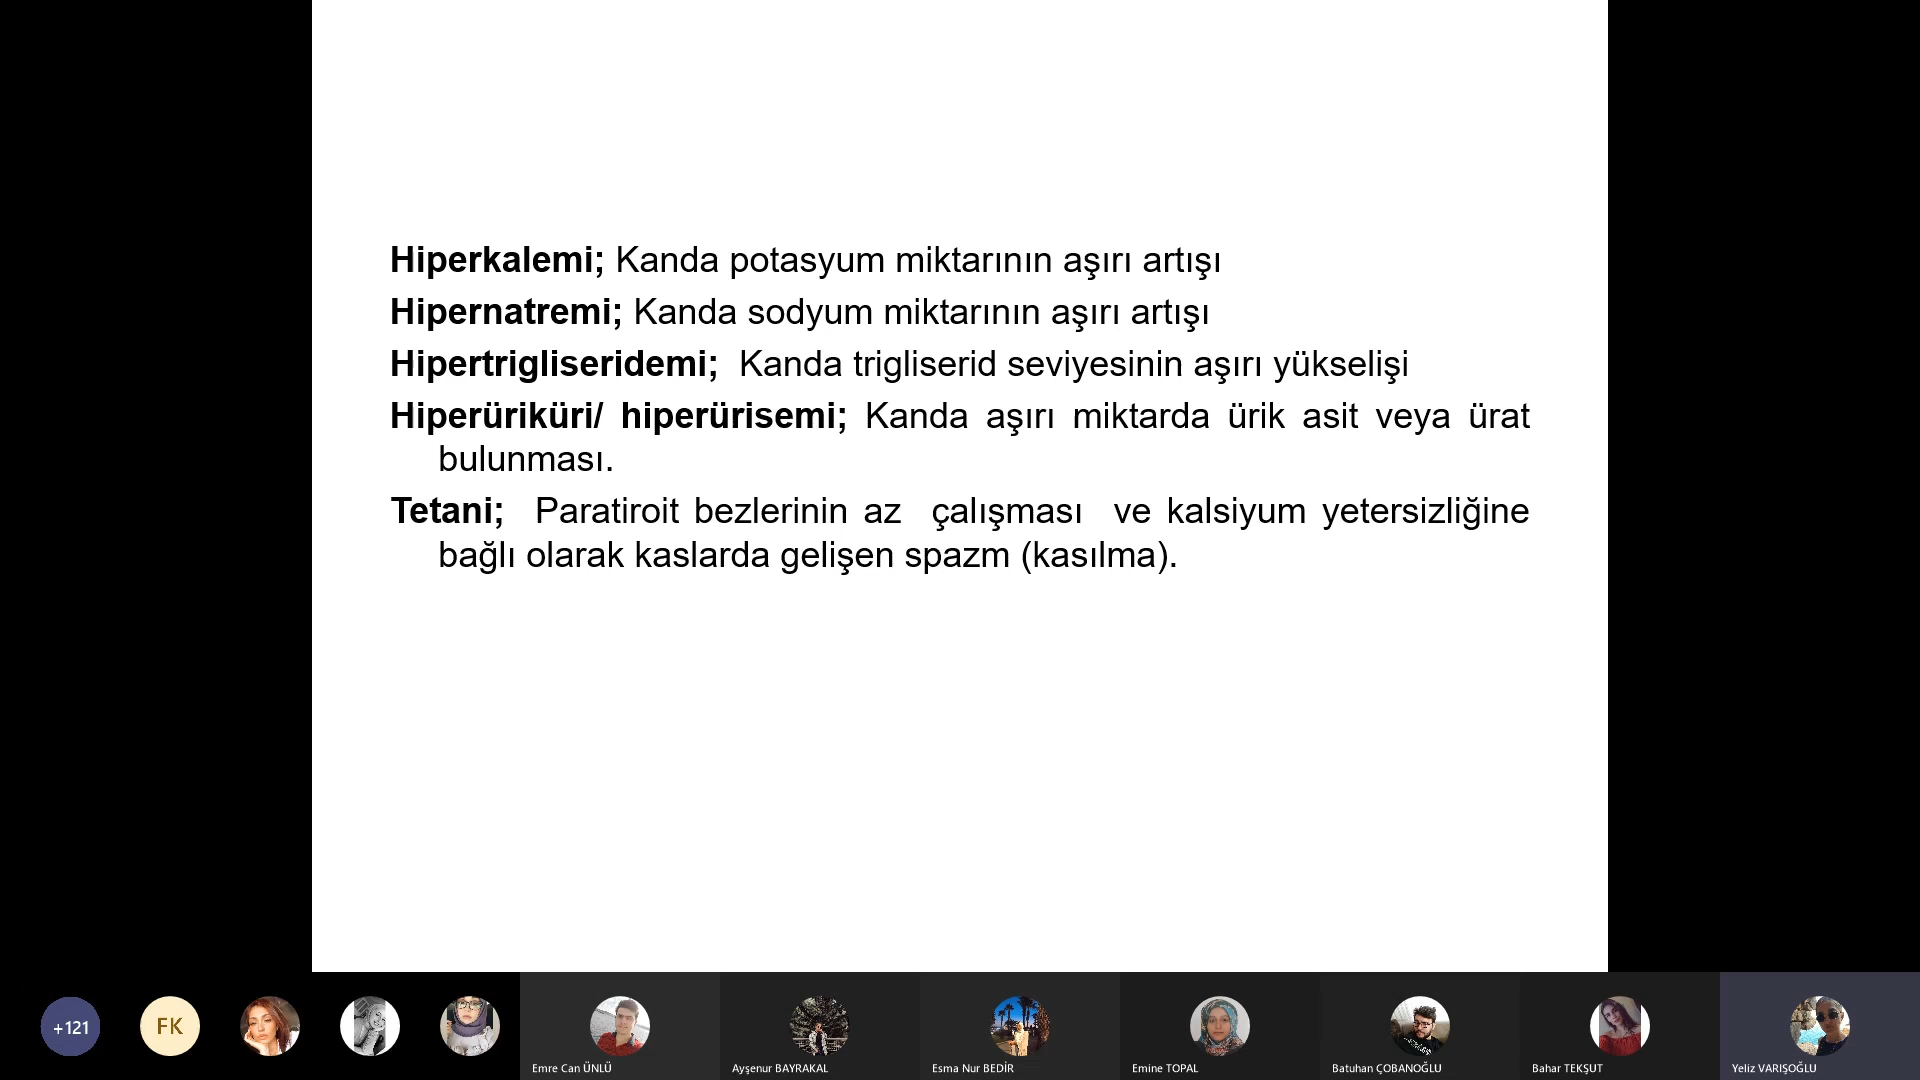 Hiperkalemi; Kanda potasyum miktarının aşırı artışı
Hipernatremi; Kanda sodyum miktarının aşırı artışı
Hipertrigliseridemi; Kanda trigliserid seviyesinin aşırı yükselişi
Hiperüriküri/ hiperürisemi; Kanda aşırı miktarda ürik asit veya ürat
bulunması.
Tetani; Paratiroit bezlerinin az çalışması ve kalsiyum yetersizliğine
bağlı olarak kaslarda gelişen spazm (kasılma).
+121
FK
Emre Can ÜNLÜ
Ayşenur BAYRAKAL
Esma Nur BEDİR
Emine TOPAL
Batuhan ÇOBANOĞLU
Bahar TEKŞUT
Yeliz VARIŞOĞLU